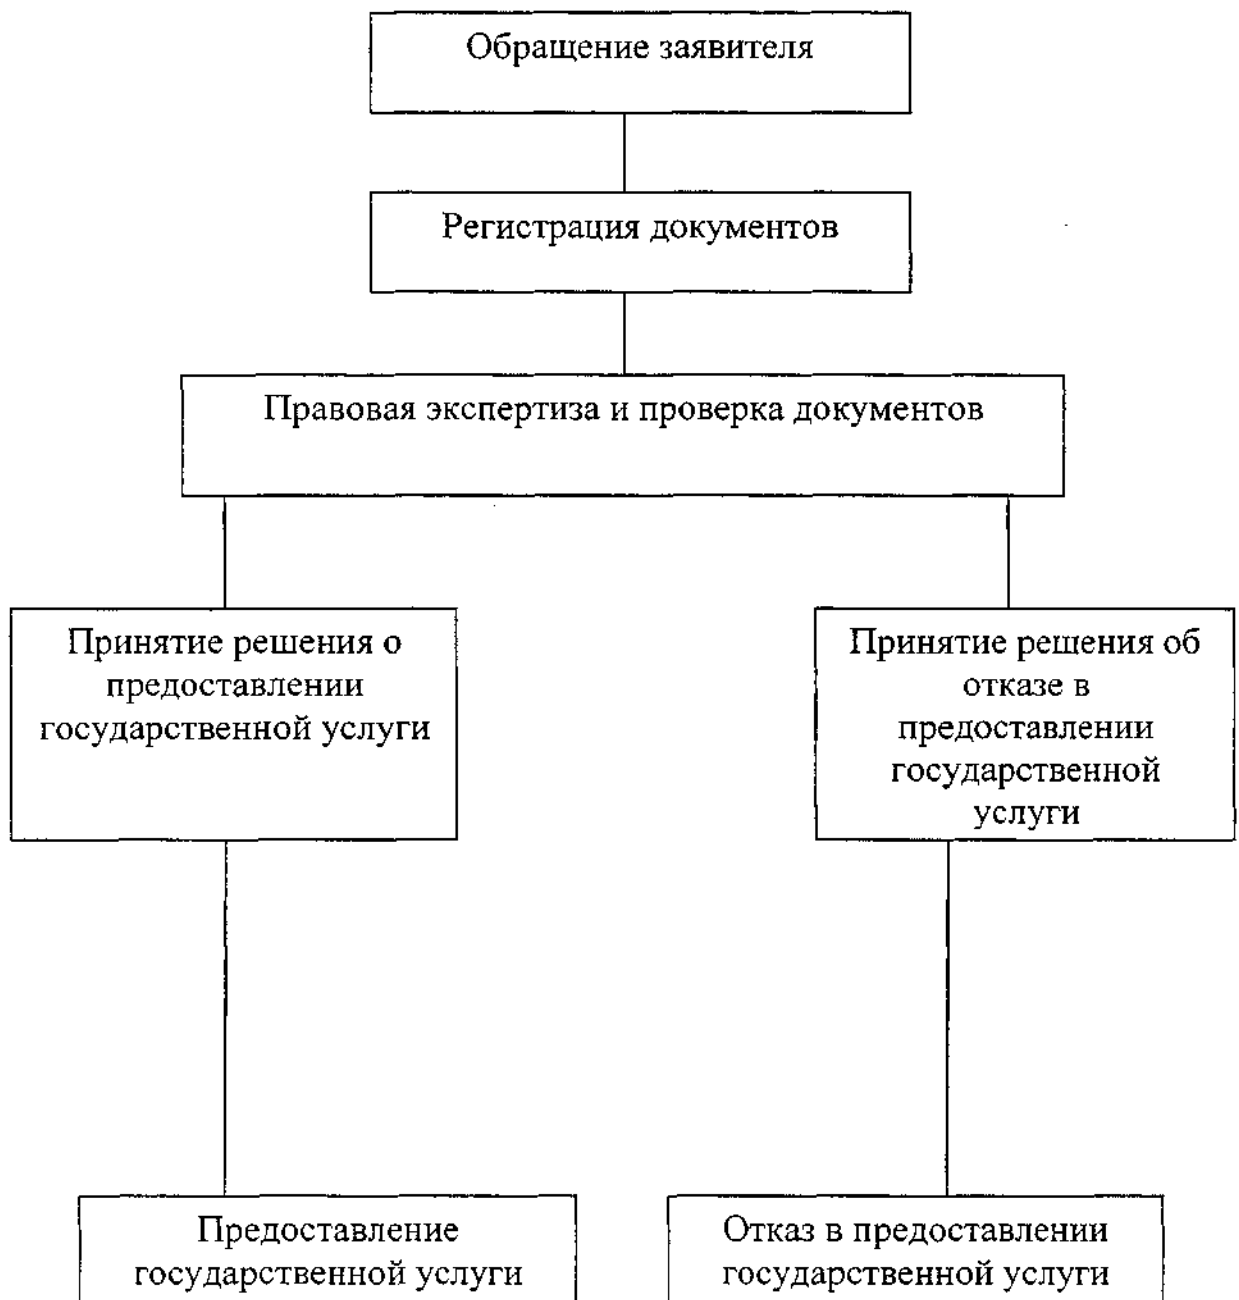 Обращение заявителя
Регистрация документов
Правовая экспертиза и проверка документов
Принятие решения о
предоставлении
государственной услуги
Принятие решения об
отказе в
предоставлении
государственной
услуги
Предоставление
государственной услуги
Отказ в предоставлении
государственной услуги